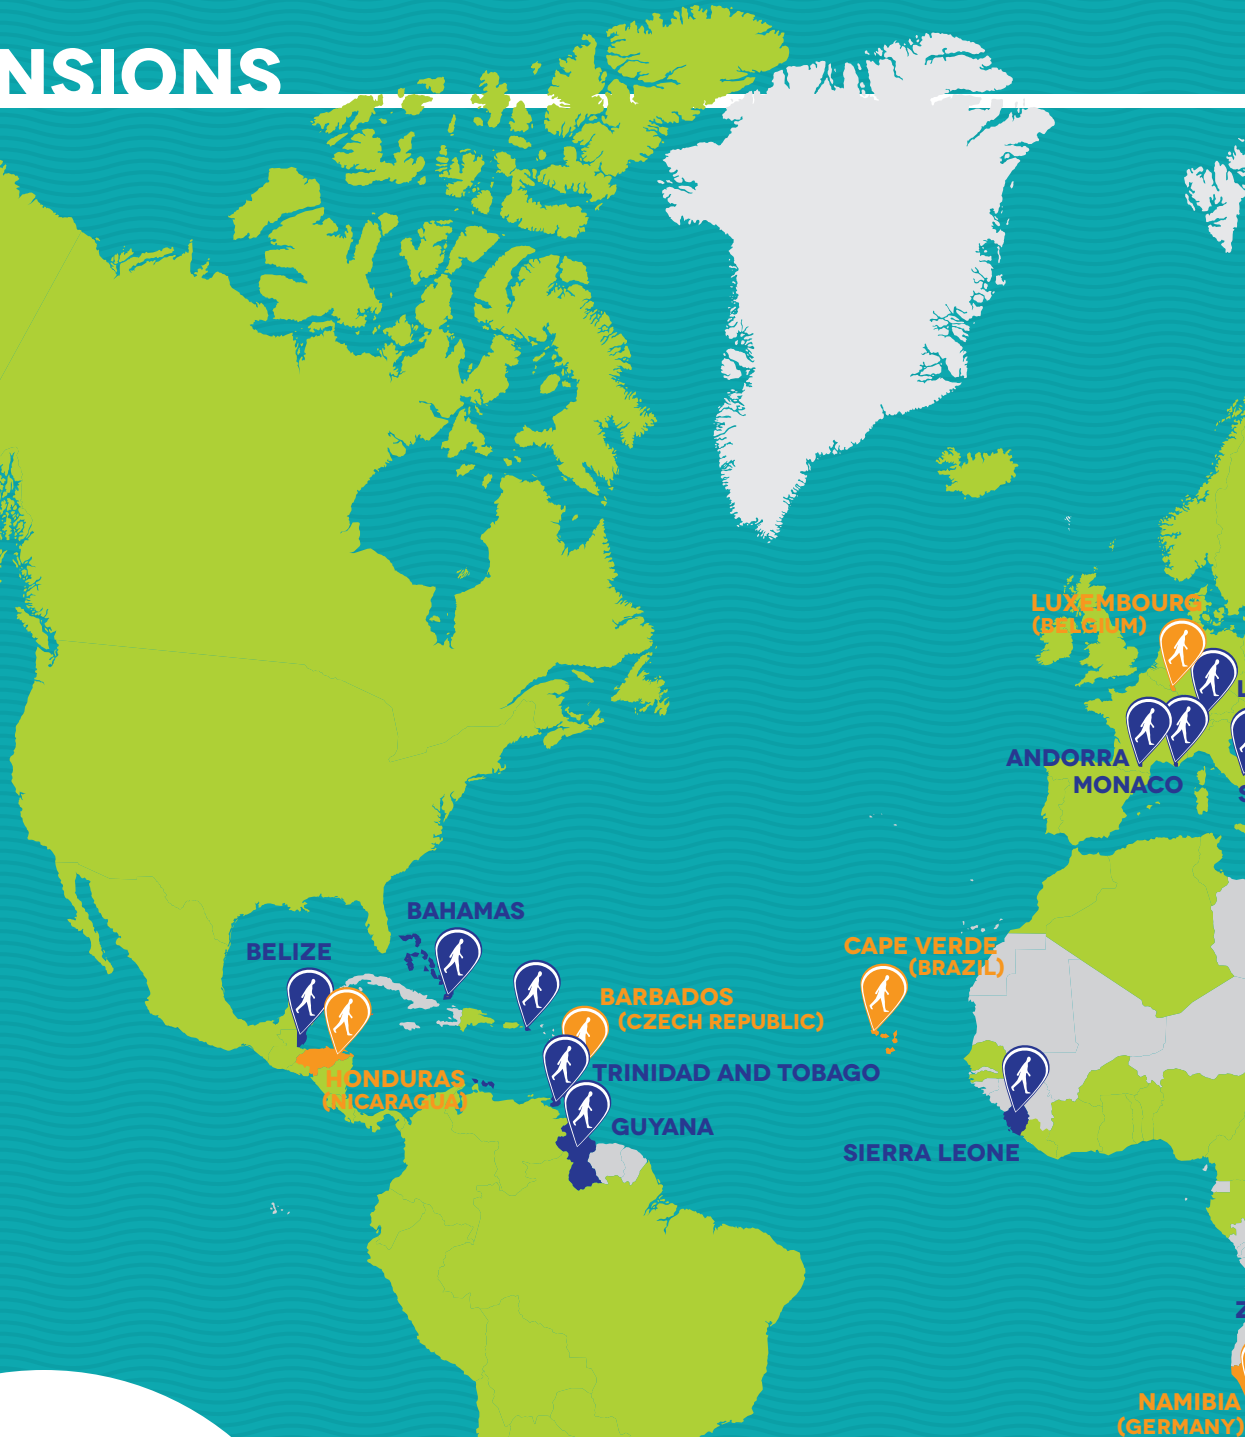 NSIONS
LUXEMBOURG
(BELGIUM)
L
ANDORRA
MONACO
S
BAHAMAS
BELIZE
CAPE VERDE
(BRAZIL)
BARBADOS
(CZECH REPUBLIC)
TRINIDAD AND TOBAGO
HONDURAS
(NICARAGUA)
GUYANA
SIERRA LEONE
Z
NAMIBIA
(GERMANY)